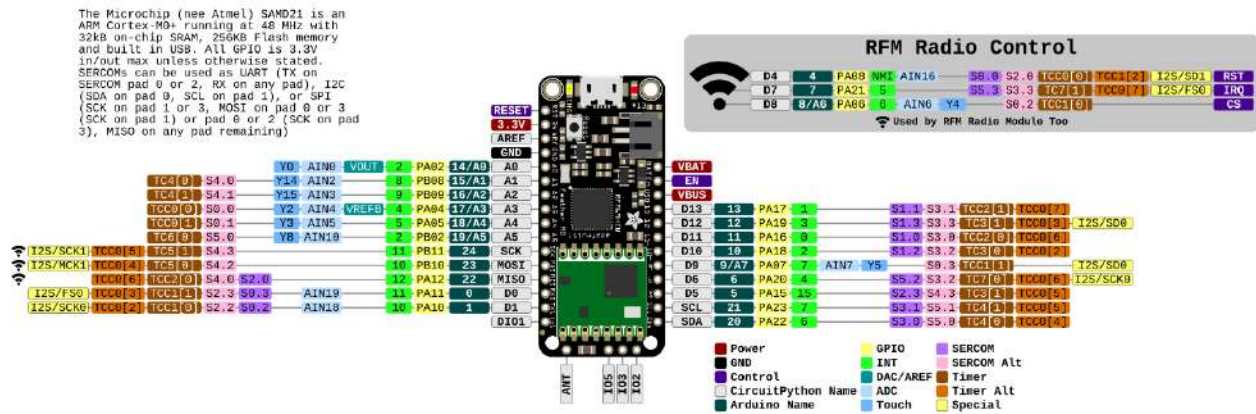 The Microchip (nee Atmel) SAMD21 is an
ARM Cortex-M0+ running at 48 MHz with
32kB on-chip SRAM, 256KB Flash memory
and built in USB. All GPIO is 3.3V
in/out max unless otherwise stated.
SERCOMs can be used as UART (TX on
SERCOM pad 0 or 2, RX on any pad), I2C
(SDA on pad 0, SCL on pad 1), or SPI
(SCK on pad 1 or 3, MOSI on pad 0 or 3
(SCK on pad 1) or pad 0 or 2 (SCK on pad
3), MISO on any pad remaining)
RFM Radio Control
D4 4 PA08 NMI AIN16 S0.0 S2.0 TCC0[0] TCC1[2] I2S/SD1 RST
D7 7 PA21 5 S5.3 S3.3 TC7[1] TCC0[7] I2S/FS0 IRQ
D8 8/A6 PA06 6 AIN6 Y4 S0.2 TCC1[0] CS
Used by RFM Radio Module Too
RESET
3.3V
AREF
GND
Y0 AIN0 VOUT 2 PA02 14/A0 A0
TC4[0] S4.0 Y14 AIN2 8 PB08 15/A1 A1
TC4[1] S4.1 Y15 AIN3 9 PB09 16/A2 A2
TCC0[0] S0.0 Y2 AIN4 VREFB 4 PA04 17/A3 A3
TCC0[1] S0.1 Y3 AIN5 5 PA05 18/A4 A4
TC6[0] S5.0 Y8 AIN10 2 PB02 19/A5 A5
I2S/SCK1 TCC0[5] TC5[1] S4.3 11 PB11 24 SCK
I2S/MCK1 TCC0[4] TC5[0] S4.2 10 PB10 23 MOSI
TCC0[6] TCC2[0] S4.0 S2.0 12 PA12 22 MISO
I2S/FS0 TCC0[3] TCC1[1] S2.3 S0.3 AIN19 11 PA11 0 D0
I2S/SCK0 TCC0[2] TCC1[0] S2.2 S0.2 AIN18 10 PA10 1 D1
DIO1
VBAT
EN
VBUS
D13 13 PA17 1 S1.1 S3.1 TCC2[1] TCC0[7]
D12 12 PA19 3 S1.3 S3.3 TC3[1] TCC0[3] I2S/SD0
D11 11 PA16 0 S1.0 S3.0 TCC2[0] TCC0[6]
D10 10 PA18 2 S1.2 S3.2 TC3[0] TCC0[2]
D9 9/A7 PA07 7 AIN7 Y5 S0.3 TCC1[1] I2S/SD0
D6 6 PA20 4 S5.2 S3.2 TC7[0] TCC0[6] I2S/SCK0
D5 5 PA15 15 S2.3 S4.3 TC3[1] TCC0[5]
SCL 21 PA23 7 S3.1 S5.1 TC4[1] TCC0[5]
SDA 20 PA22 6 S3.0 S5.0 TC4[0] TCC0[4]
ANT
IO5
IO3
IO2
Power GPIO SERCOM
GND INT SERCOM Alt
Control DAC/AREF Timer
CircuitPython Name ADC Timer Alt
Arduino Name Touch Special